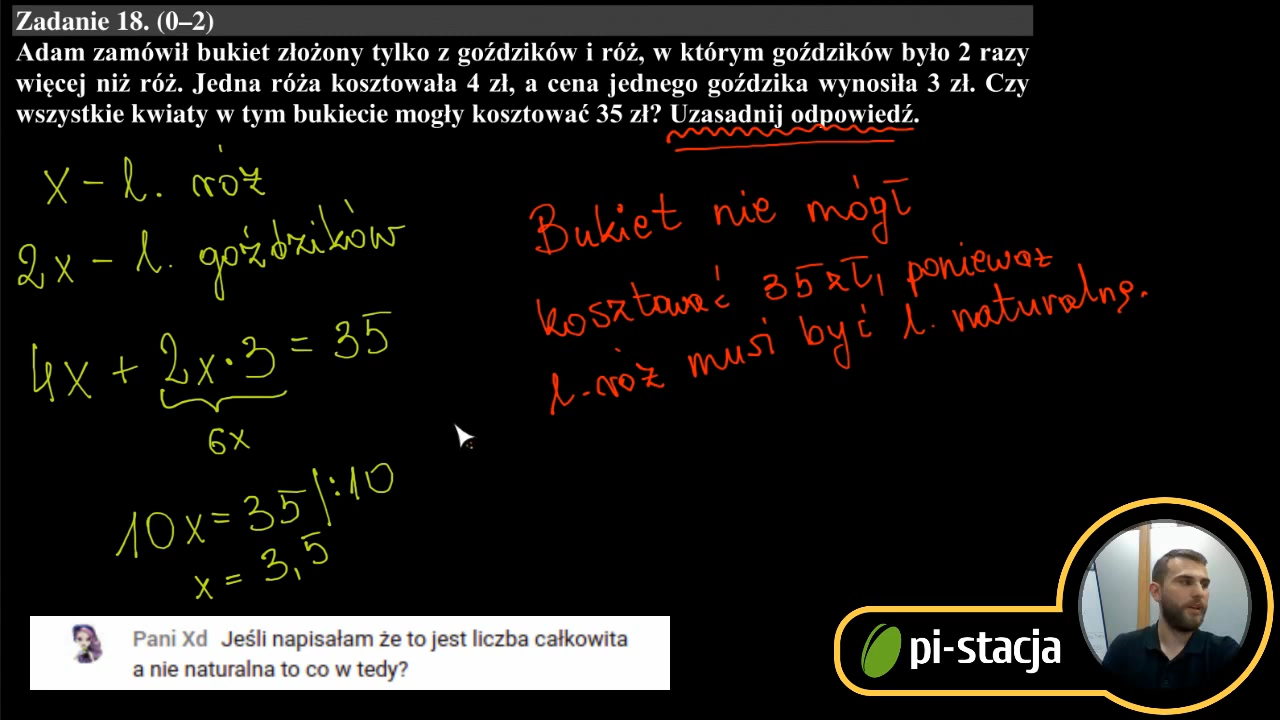 Zadanie 18. (0–2)
Adam zamówił bukiet złożony tylko z goździków i róż, w którym goździków było 2 razy
więcej niż róż. Jedna róża kosztowała 4 zł, a cena jednego goździka wynosiła 3 zł. Czy
wszystkie kwiaty w tym bukiecie mogły kosztować 35 zł? Uzasadnij odpowiedź.
x – l. róż
2x – l. goździków
4x + 2x·3 = 35
6x
10x = 35 |:10
x = 3,5
Bukiet nie mógł
kosztować 35 zł, ponieważ
l. róż musi być l. naturalną.
Pani Xd Jeśli napisałam że to jest liczba całkowita
a nie naturalna to co w tedy?
pi-stacja